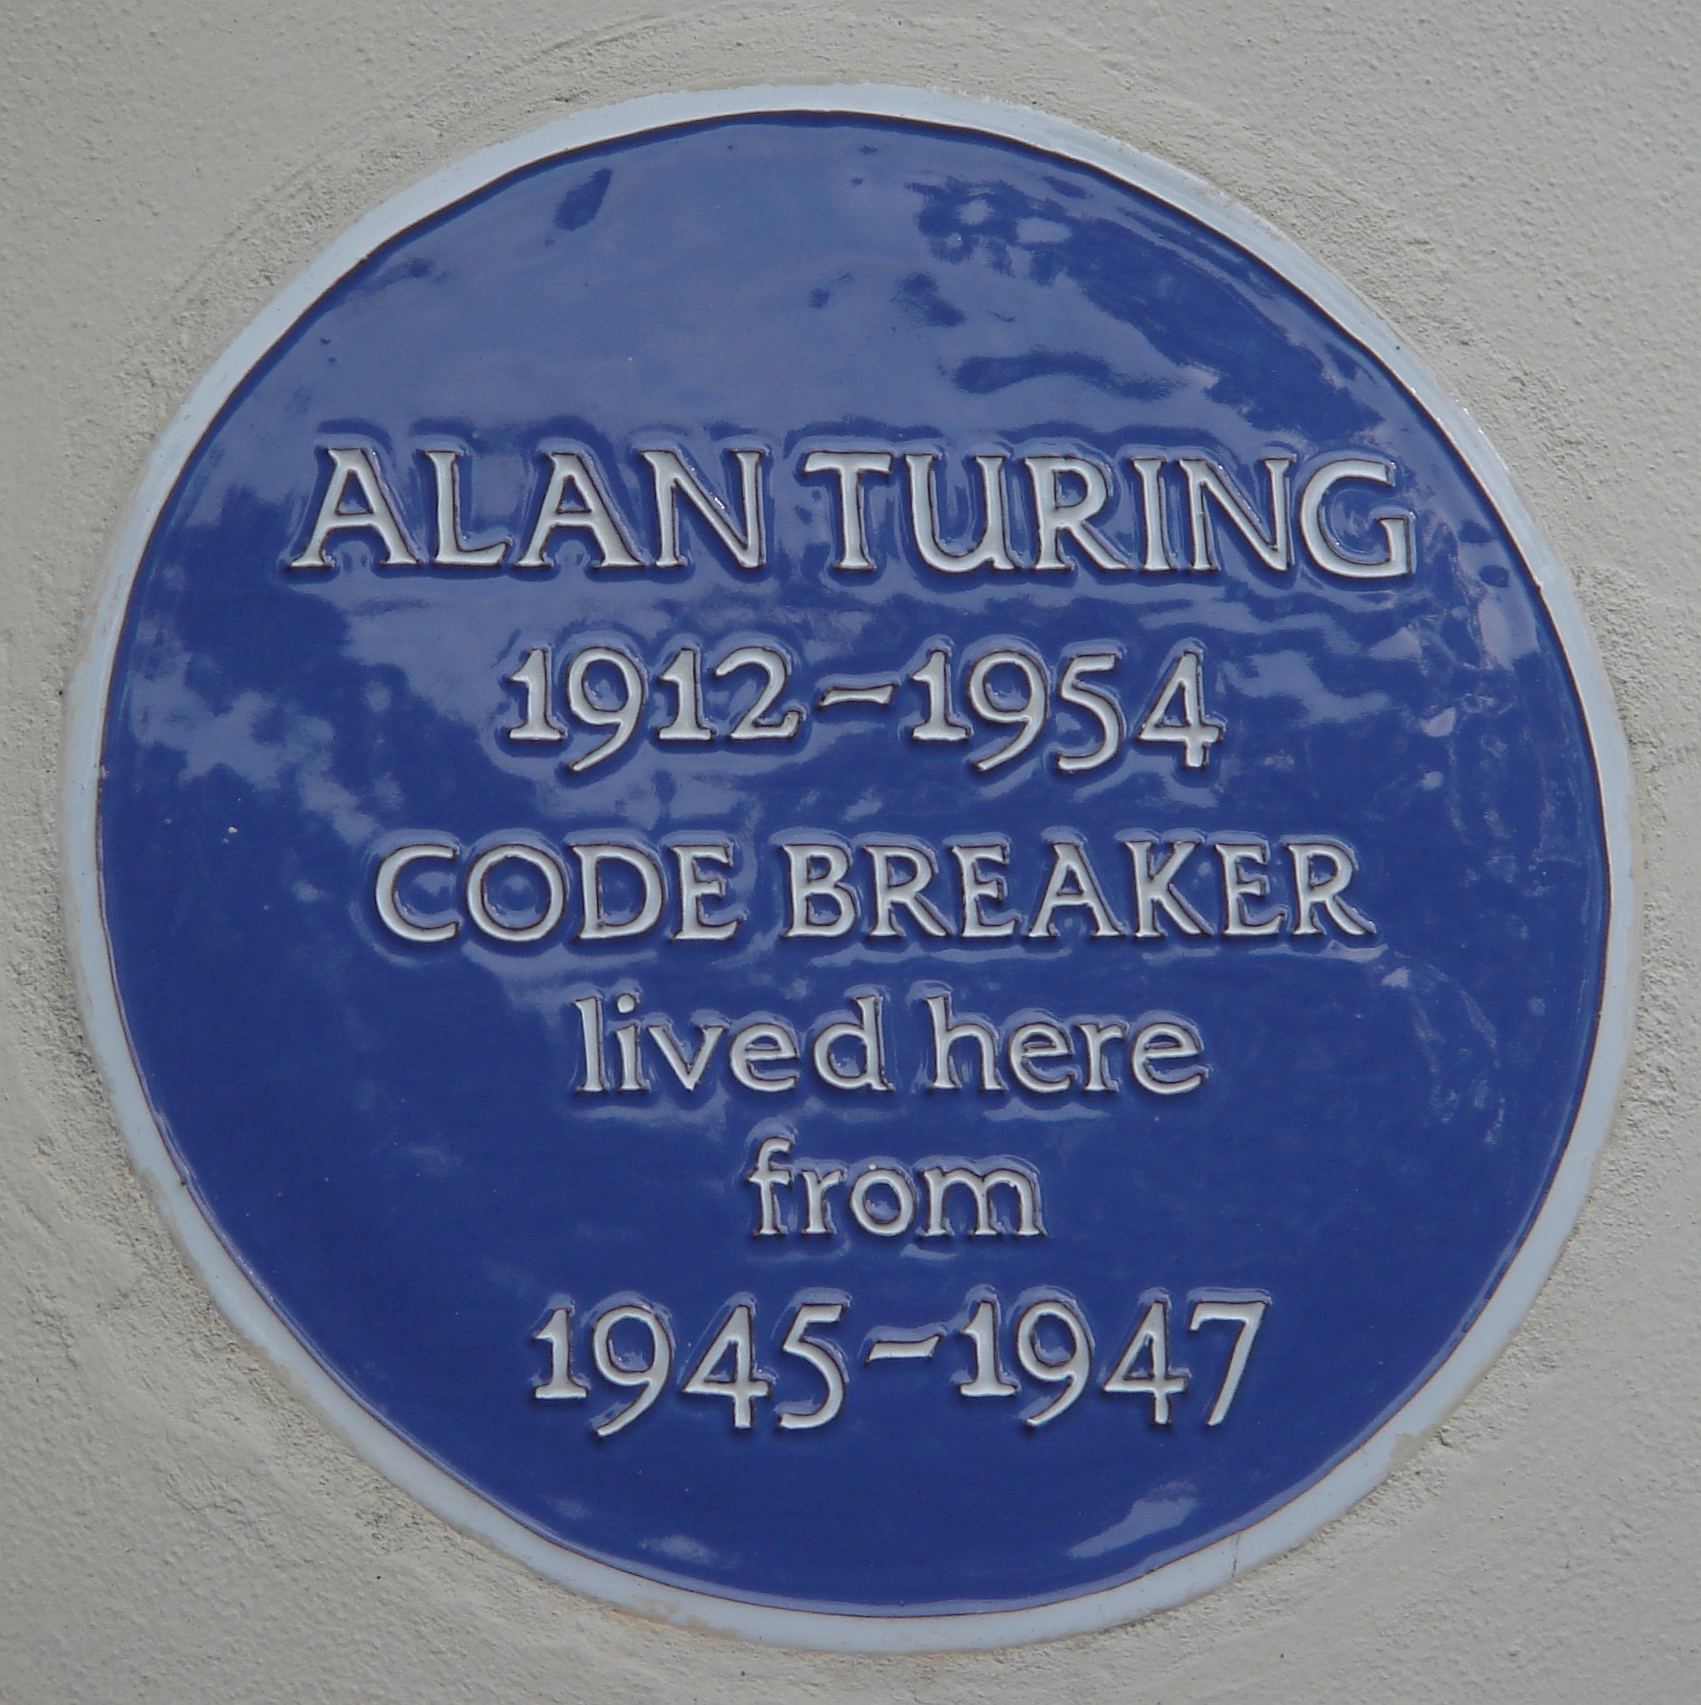 ALAN TURING
1912-1954
CODE BREAKER
lived here
from
1945-1947